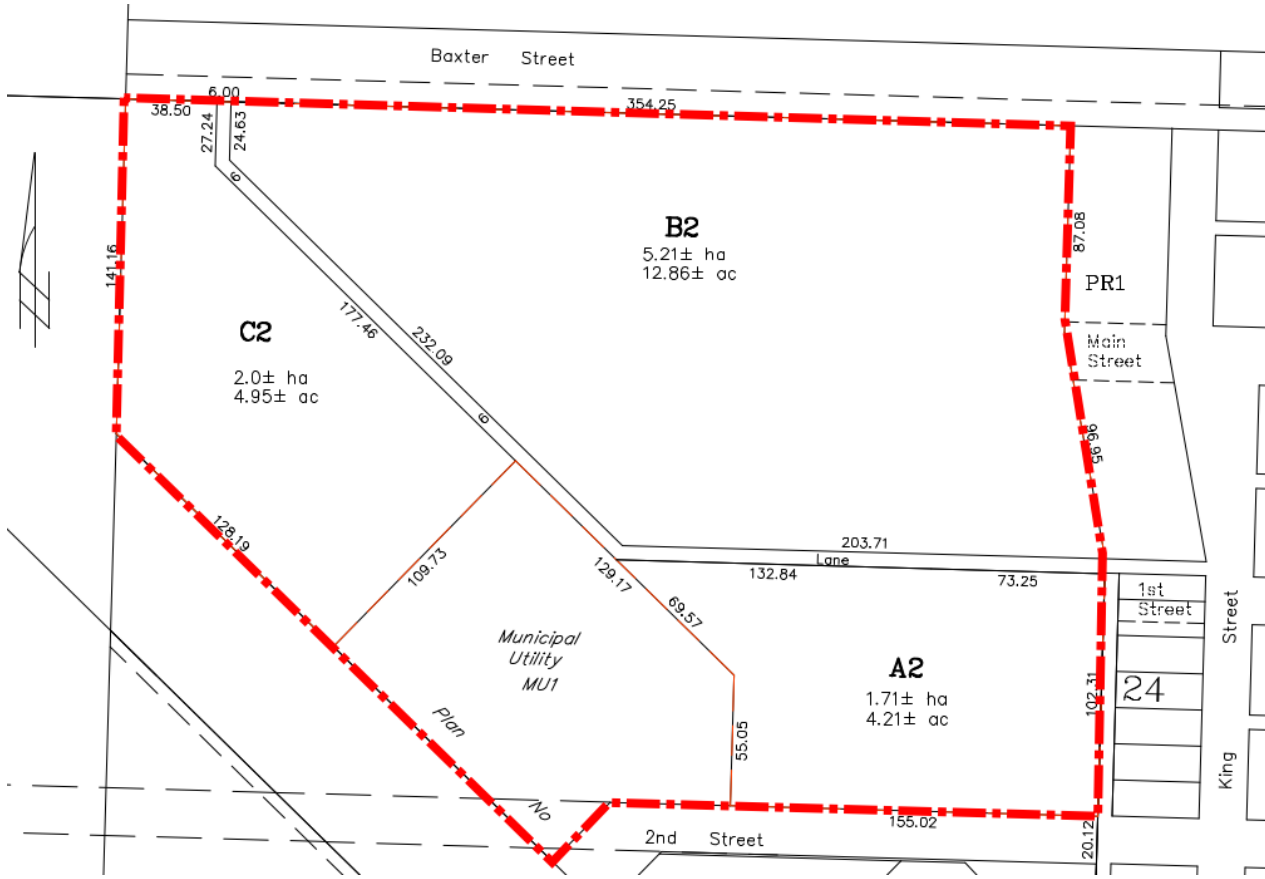 Baxter Street
6.00
38.50
354.25
27.24
24.63
6
87.08
141.16
B2
5.21± ha
12.86± ac
PR1
Main
Street
C2
2.0± ha
4.95± ac
177.46
232.09
6
96.95
128.19
109.73
203.71
Lane
132.84
73.25
129.17
69.57
1st
Street
Street
Municipal
Utility
MU1
A2
1.71± ha
4.21± ac
24
102.31
55.05
Plan
No
King
155.02
2nd Street
20.12